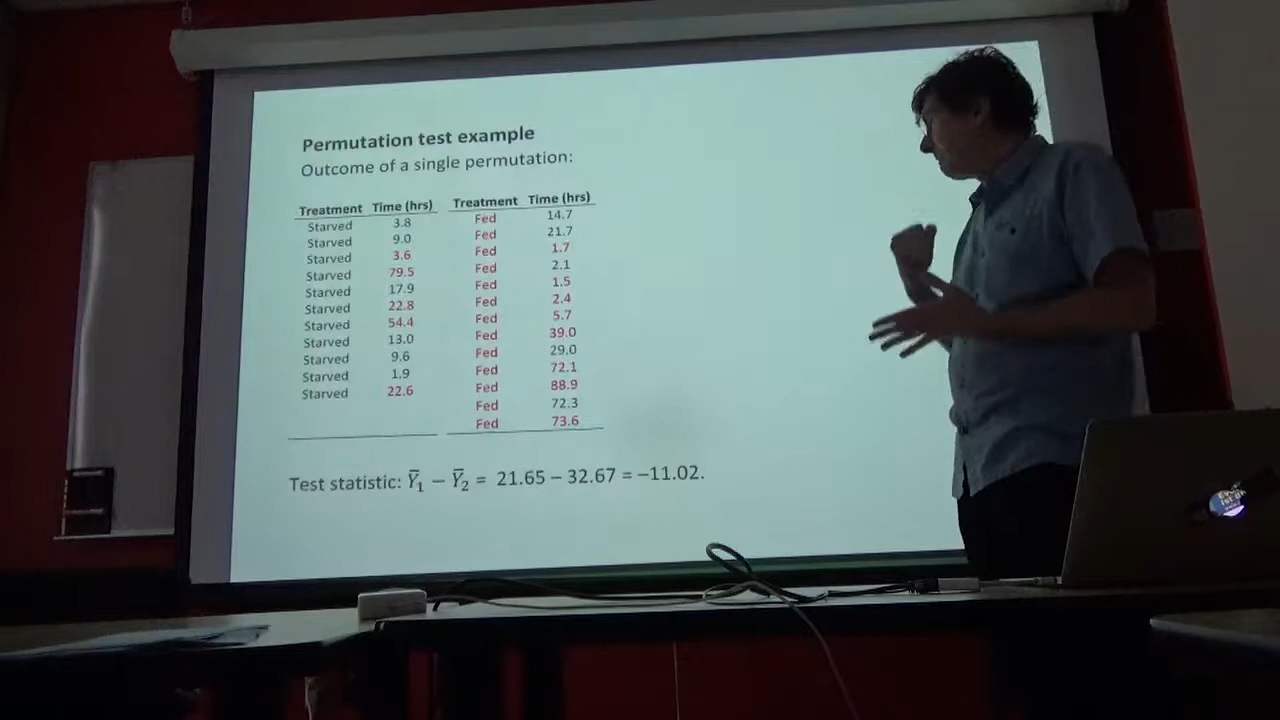 Permutation test example
Outcome of a single permutation:
Treatment Time (hrs) Treatment Time (hrs)
Starved 3.8 Fed 14.7
Starved 9.0 Fed 21.7
Starved 3.6 Fed 1.7
Starved 79.5 Fed 2.1
Starved 17.9 Fed 1.5
Starved 22.8 Fed 2.4
Starved 54.4 Fed 5.7
Starved 13.0 Fed 39.0
Starved 9.6 Fed 29.0
Starved 1.9 Fed 72.1
Starved 22.6 Fed 88.9
Fed 72.3
Fed 73.6
Test statistic: Ȳ₁ − Ȳ₂ = 21.65 − 32.67 = −11.02.